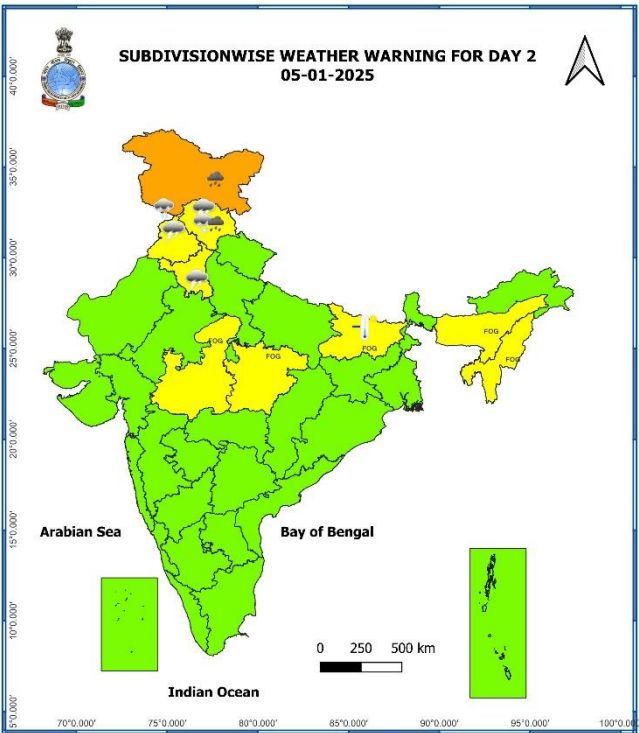 SUBDIVISIONWISE WEATHER WARNING FOR DAY 2
05-01-2025
40°0.000'
35°0.000'
30°0.000'
25°0.000'
20°0.000'
15°0.000'
10°0.000'
5°0.000'
FOG
FOG
FOG
FOG
FOG
Arabian Sea
Bay of Bengal
0 250 500 km
Indian Ocean
70°0.000' 75°0.000' 80°0.000' 85°0.000' 90°0.000' 95°0.000' 100°0.000'